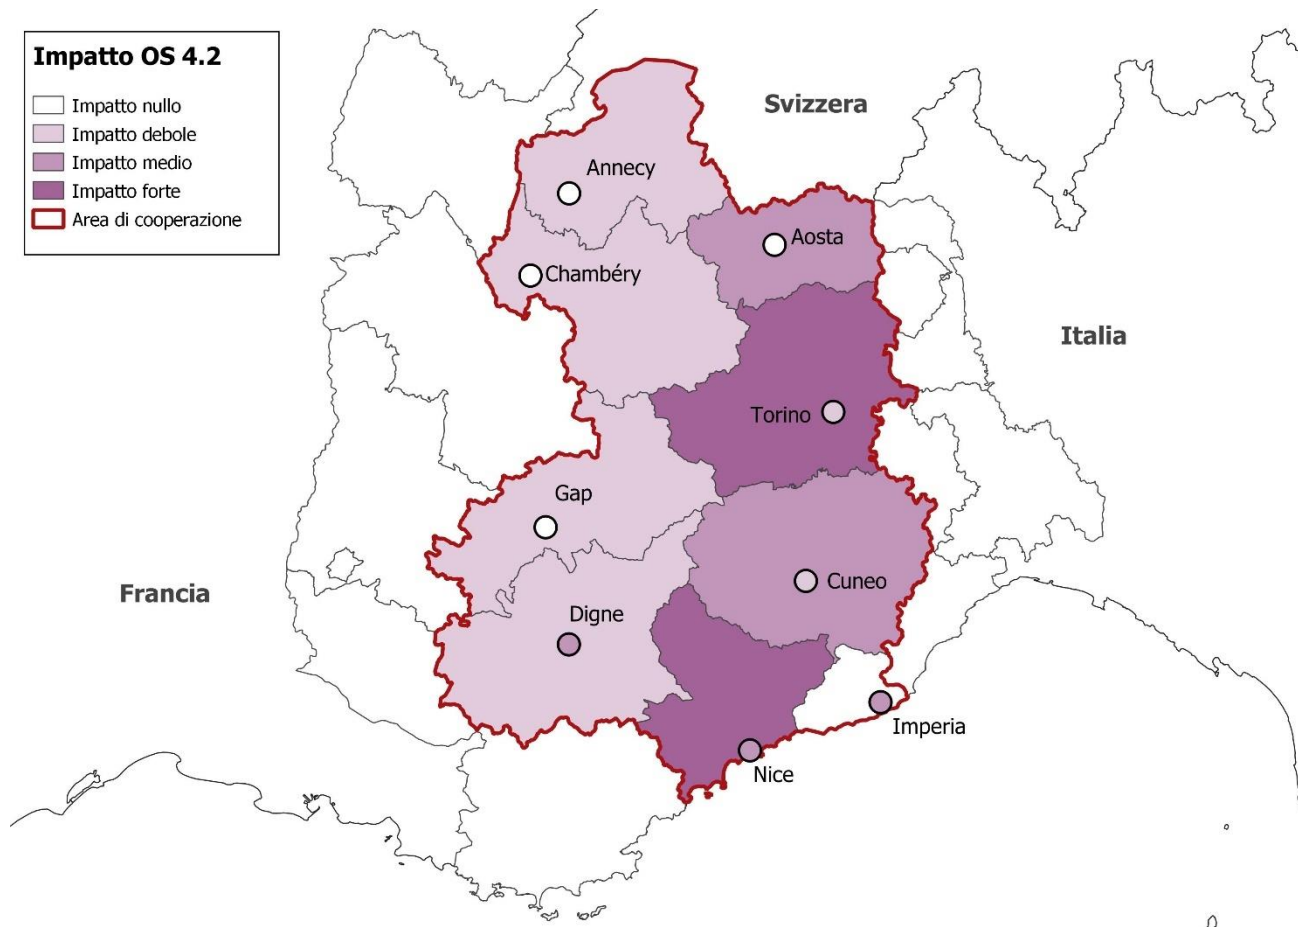 Impatto OS 4.2
Impatto nullo
Impatto debole
Impatto medio
Impatto forte
Area di cooperazione
Svizzera
Annecy
Aosta
Chambéry
Italia
Torino
Gap
Cuneo
Francia
Digne
Imperia
Nice